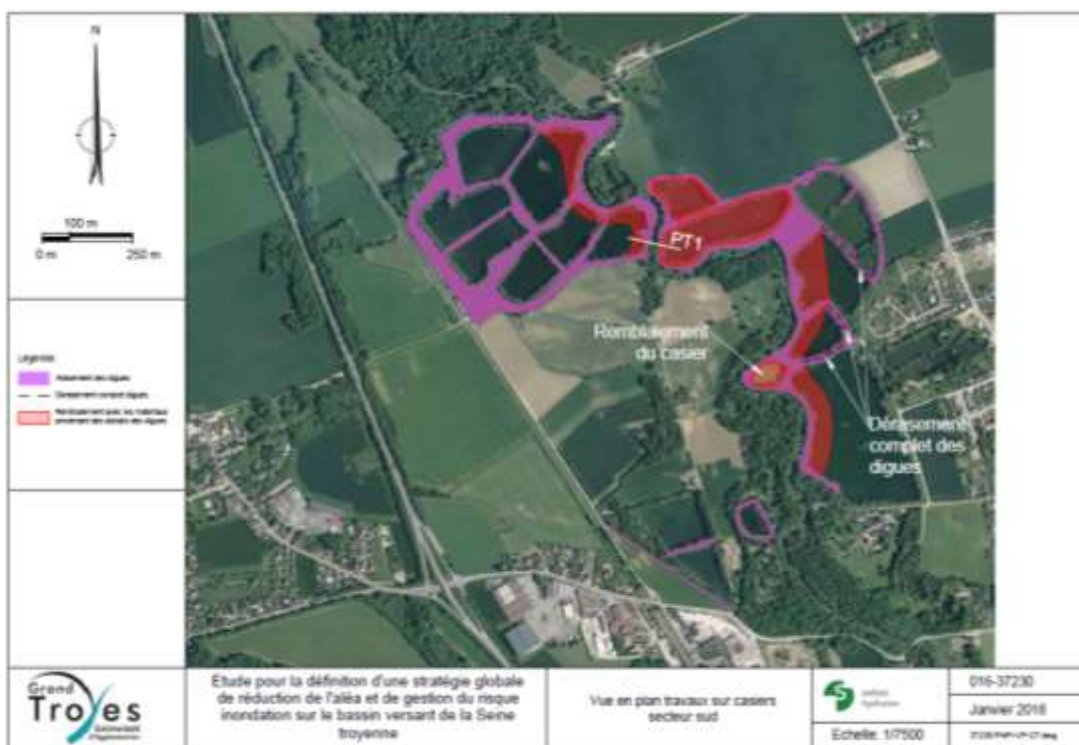 N
100 m
0 m
250 m
PT1
Remblaiement
du casier
Dérasement
complet des
digues
Légende
Grand
Troyes
Etude pour la définition d'une stratégie globale
de réduction de l'aléa et de gestion du risque
inondation sur le bassin versant de la Seine
troyenne
Vue en plan travaux sur casiers
secteur sud
016-37230
Janvier 2016
Echelle: 1/7500